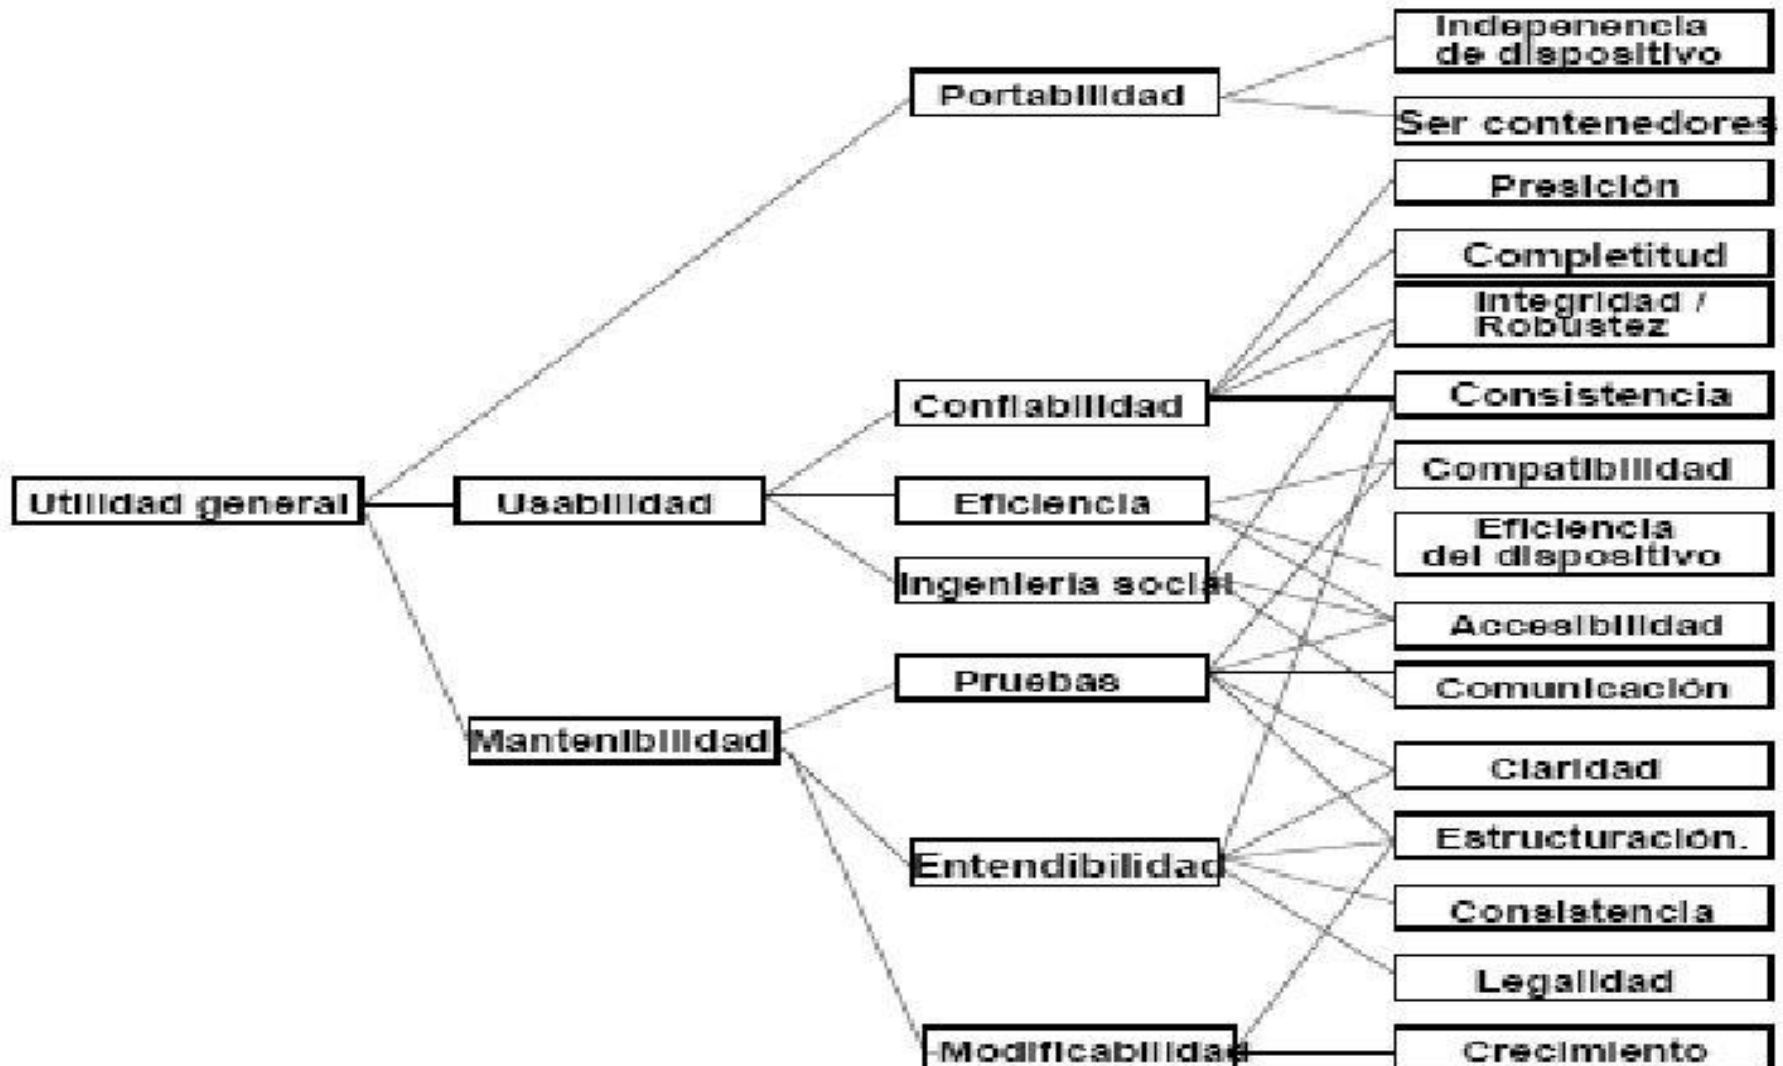 Indepenencia
de dispositivo
Portabilidad
Ser contenedores
Presición
Completitud
Integridad /
Robustez
Confiabilidad
Consistencia
Compatibilidad
Utilidad general
Usabilidad
Eficiencia
Eficiencia
del dispositivo
Ingenieria social
Accesibilidad
Pruebas
Comunicación
Mantenibilidad
Claridad
Estructuración.
Entendibilidad
Consistencia
Legalidad
Modificabilidad
Crecimiento